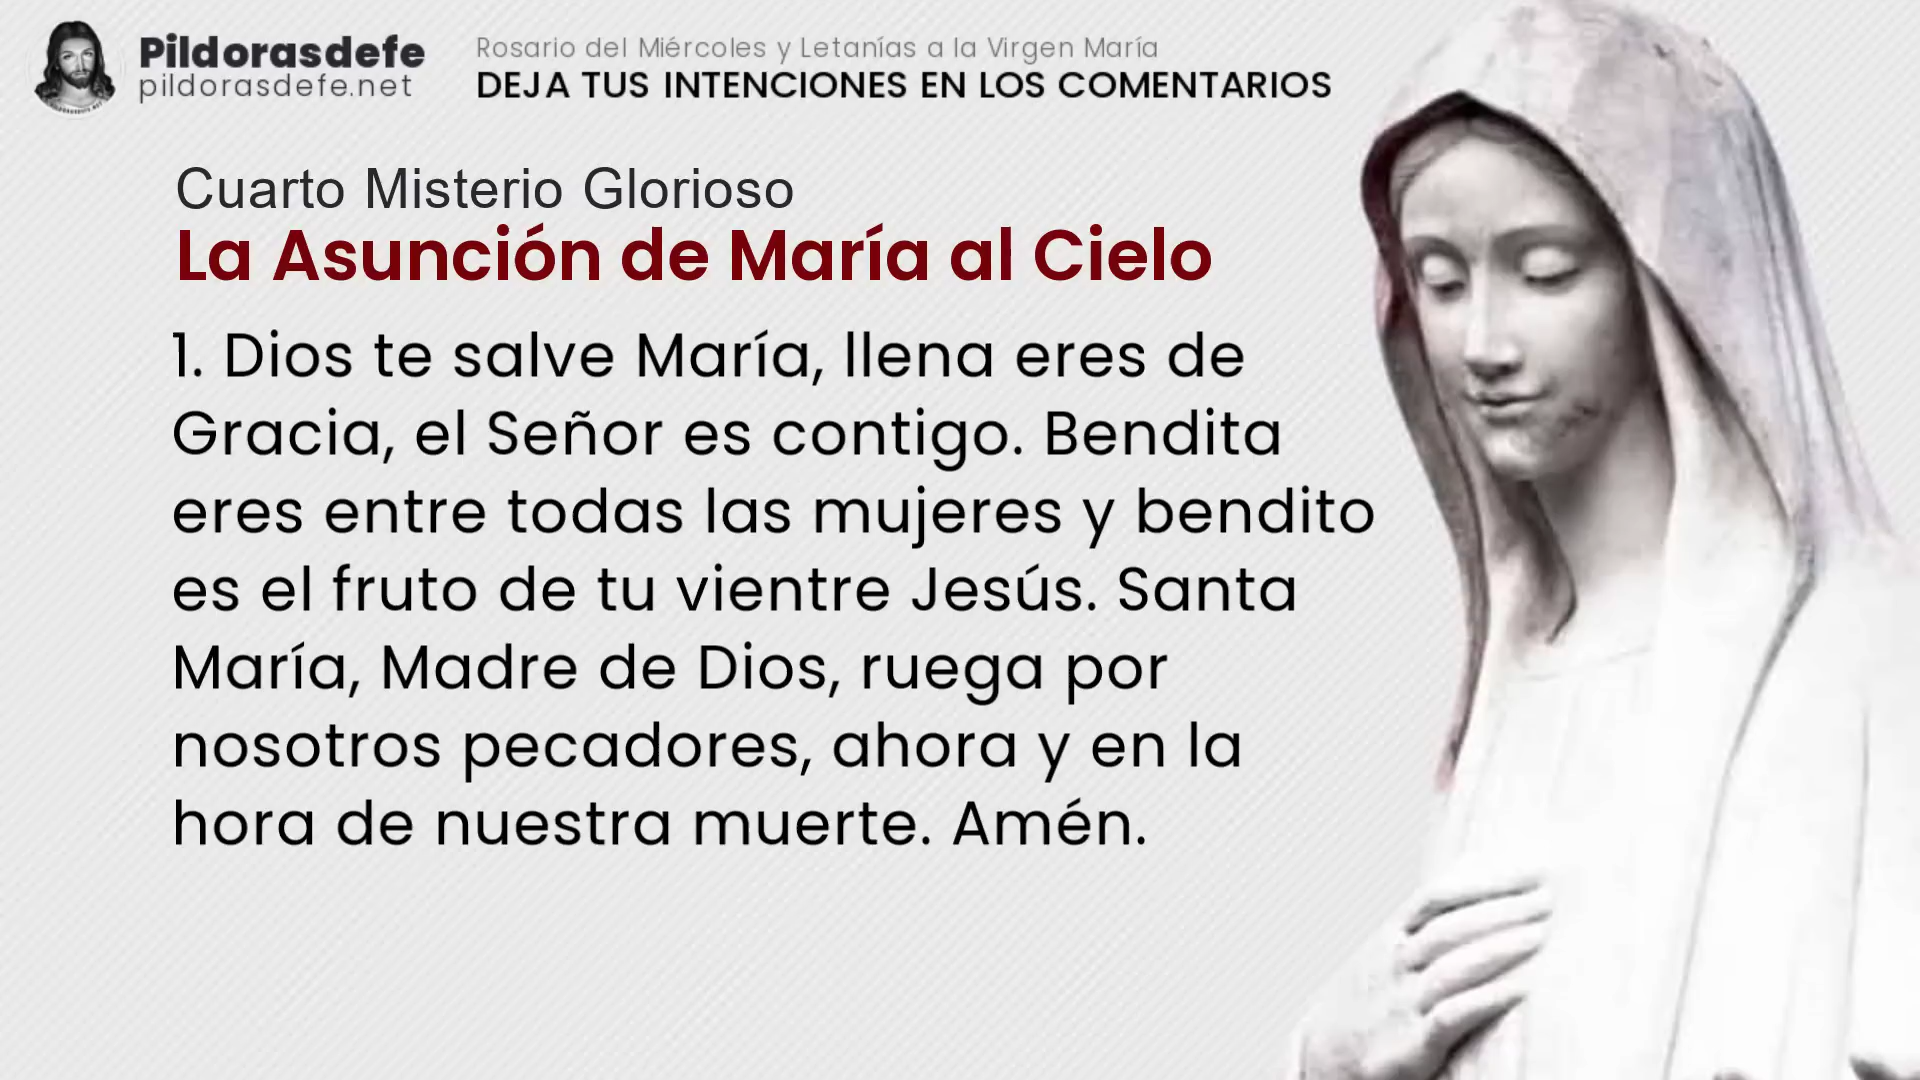 Pildorasdefe
pildorasdefe.net
Rosario del Miércoles y Letanías a la Virgen María
DEJA TUS INTENCIONES EN LOS COMENTARIOS
Cuarto Misterio Glorioso
La Asunción de María al Cielo
1. Dios te salve María, llena eres de
Gracia, el Señor es contigo. Bendita
eres entre todas las mujeres y bendito
es el fruto de tu vientre Jesús. Santa
María, Madre de Dios, ruega por
nosotros pecadores, ahora y en la
hora de nuestra muerte. Amén.